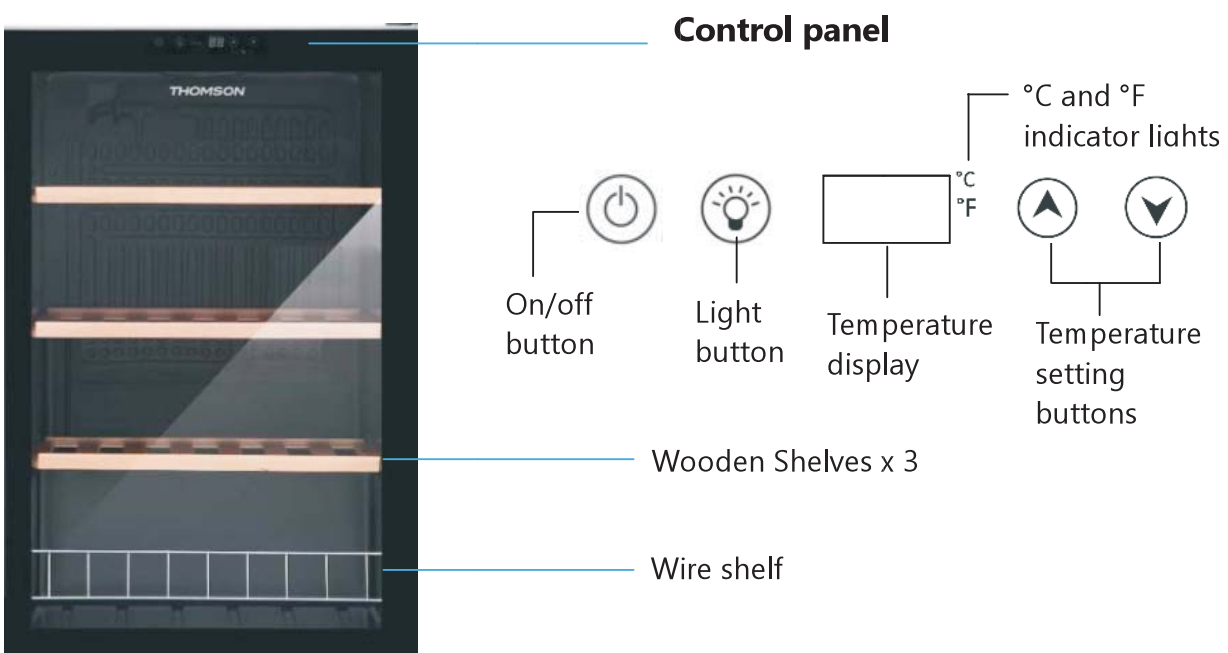 Control panel
THOMSON
°C and °F
indicator lights
°C
°F
On/off
button
Light
button
Temperature
display
Temperature
setting
buttons
Wooden Shelves x 3
Wire shelf